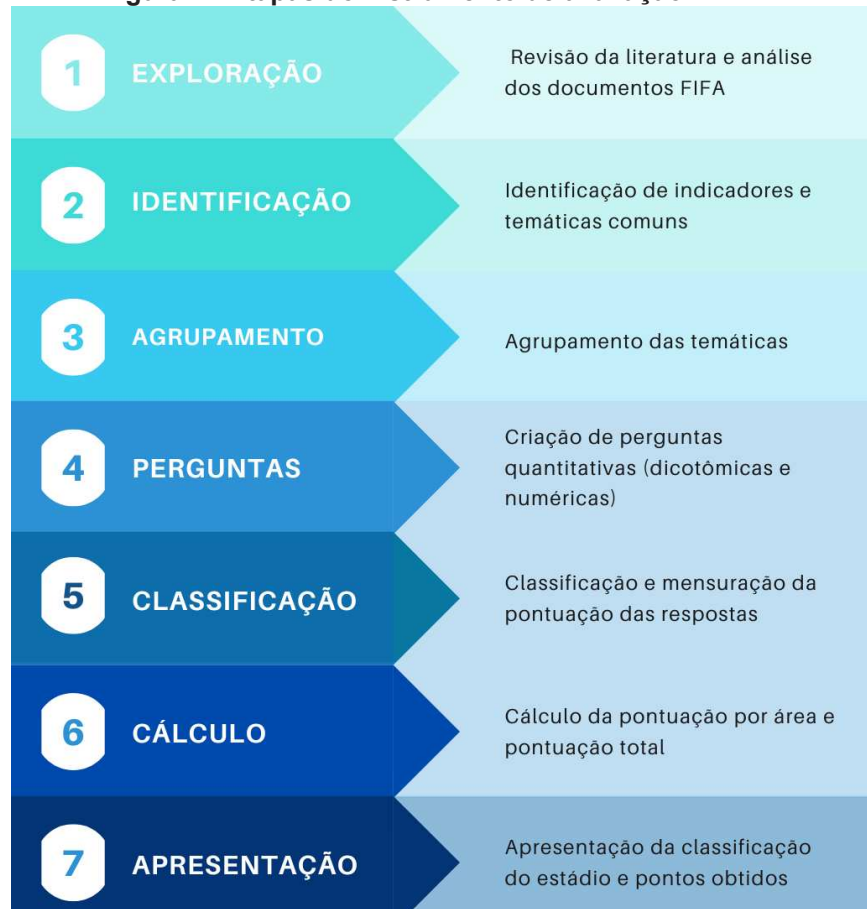 1
EXPLORAÇÃO
Revisão da literatura e análise
dos documentos FIFA
2
IDENTIFICAÇÃO
Identificação de indicadores e
temáticas comuns
3
AGRUPAMENTO
Agrupamento das temáticas
4
PERGUNTAS
Criação de perguntas
quantitativas (dicotômicas e
numéricas)
5
CLASSIFICAÇÃO
Classificação e mensuração da
pontuação das respostas
6
CÁLCULO
Cálculo da pontuação por área e
pontuação total
7
APRESENTAÇÃO
Apresentação da classificação
do estádio e pontos obtidos